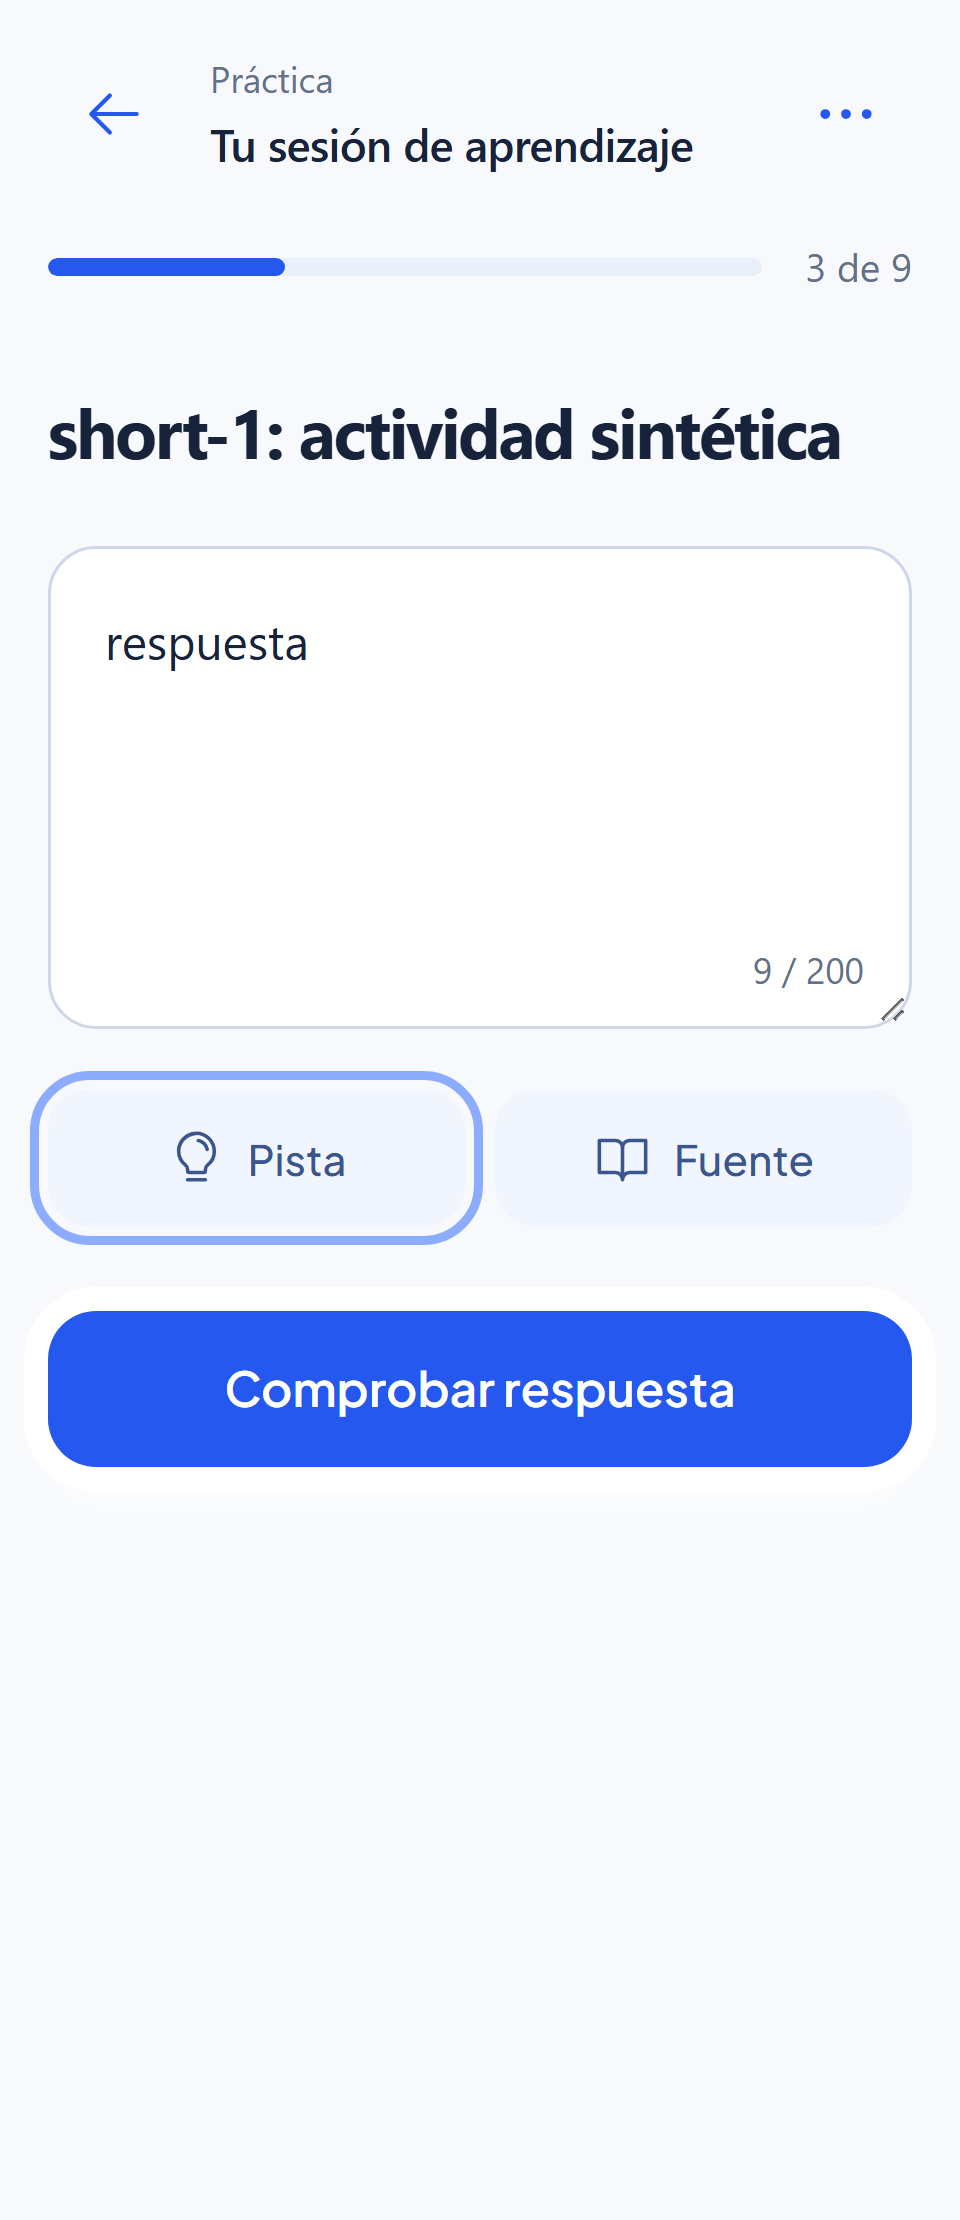 Práctica
Tu sesión de aprendizaje
3 de 9
short-1: actividad sintética
respuesta
9 / 200
Pista
Fuente
Comprobar respuesta